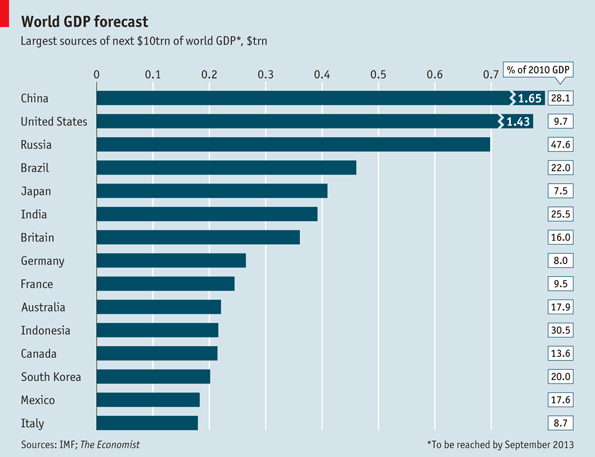 World GDP forecast
Largest sources of next $10trn of world GDP*, $trn
0 0.1 0.2 0.3 0.4 0.5 0.6 0.7 % of 2010 GDP
China 1.65 28.1
United States 1.43 9.7
Russia 47.6
Brazil 22.0
Japan 7.5
India 25.5
Britain 16.0
Germany 8.0
France 9.5
Australia 17.9
Indonesia 30.5
Canada 13.6
South Korea 20.0
Mexico 17.6
Italy 8.7
Sources: IMF; The Economist *To be reached by September 2013